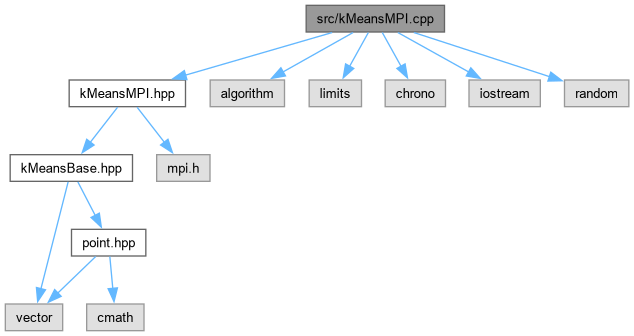 src/kMeansMPI.cpp
kMeansMPI.hpp
algorithm
limits
chrono
iostream
random
kMeansBase.hpp
mpi.h
point.hpp
vector
cmath